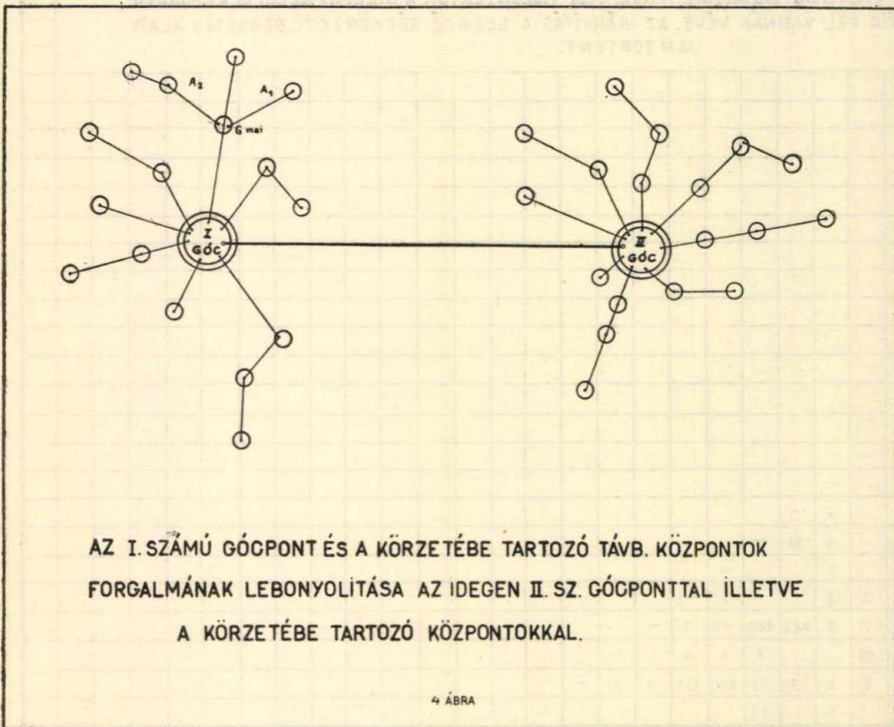 A₂
A₁
G mai
I
GÓC
II
GÓC
AZ I. SZÁMÚ GÓCPONT ÉS A KÖRZETÉBE TARTOZÓ TÁVB. KÖZPONTOK
FORGALMÁNAK LEBONYOLÍTÁSA AZ IDEGEN II. SZ. GÓCPONTTAL ILLETVE
A KÖRZETÉBE TARTOZÓ KÖZPONTOKKAL.
4 ÁBRA